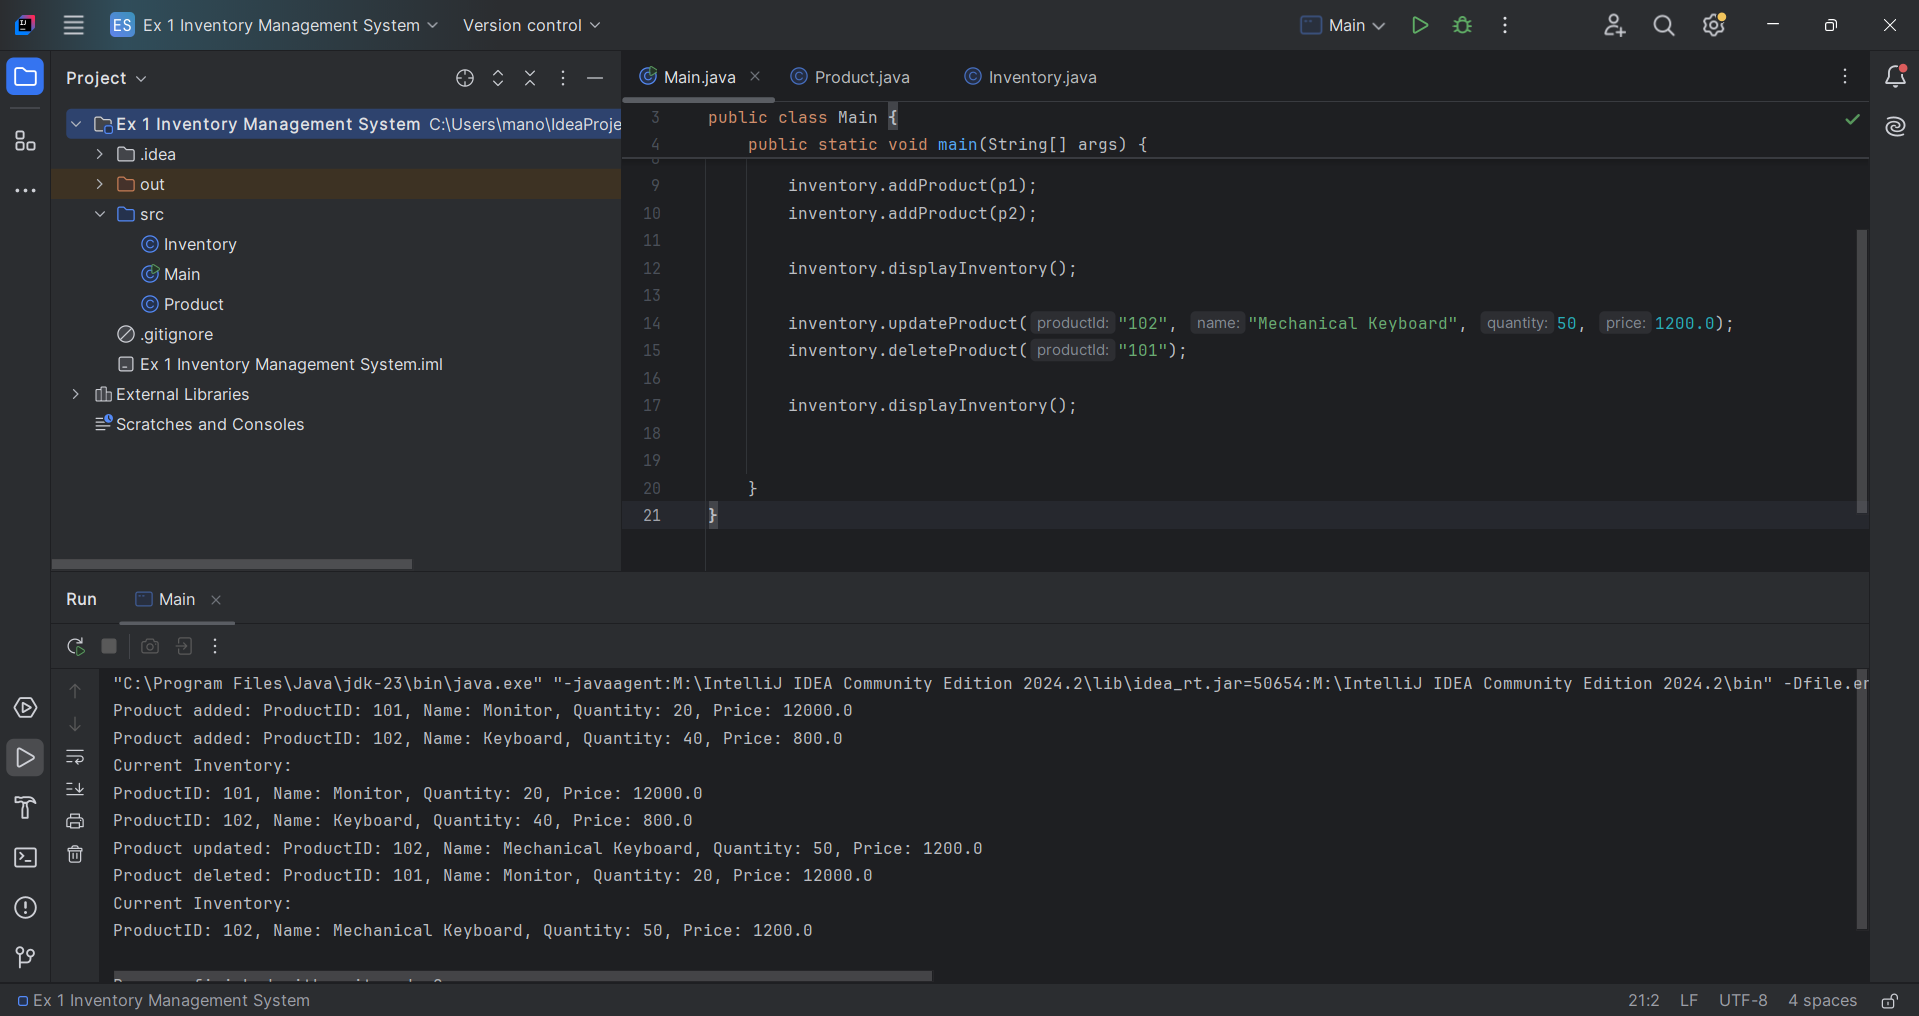 ES Ex 1 Inventory Management System Version control Main
Project
Ex 1 Inventory Management System C:\Users\mano\IdeaProje
.idea
out
src
Inventory
Main
Product
.gitignore
Ex 1 Inventory Management System.iml
External Libraries
Scratches and Consoles
Main.java Product.java Inventory.java
3 public class Main {
4 public static void main(String[] args) {
9 inventory.addProduct(p1);
10 inventory.addProduct(p2);
11
12 inventory.displayInventory();
13
14 inventory.updateProduct( productId: "102", name: "Mechanical Keyboard", quantity: 50, price: 1200.0);
15 inventory.deleteProduct( productId: "101");
16
17 inventory.displayInventory();
18
19
20 }
21 }
Run Main
"C:\Program Files\Java\jdk-23\bin\java.exe" "-javaagent:M:\IntelliJ IDEA Community Edition 2024.2\lib\idea_rt.jar=50654:M:\IntelliJ IDEA Community Edition 2024.2\bin" -Dfile.en
Product added: ProductID: 101, Name: Monitor, Quantity: 20, Price: 12000.0
Product added: ProductID: 102, Name: Keyboard, Quantity: 40, Price: 800.0
Current Inventory:
ProductID: 101, Name: Monitor, Quantity: 20, Price: 12000.0
ProductID: 102, Name: Keyboard, Quantity: 40, Price: 800.0
Product updated: ProductID: 102, Name: Mechanical Keyboard, Quantity: 50, Price: 1200.0
Product deleted: ProductID: 101, Name: Monitor, Quantity: 20, Price: 12000.0
Current Inventory:
ProductID: 102, Name: Mechanical Keyboard, Quantity: 50, Price: 1200.0
Ex 1 Inventory Management System 21:2 LF UTF-8 4 spaces